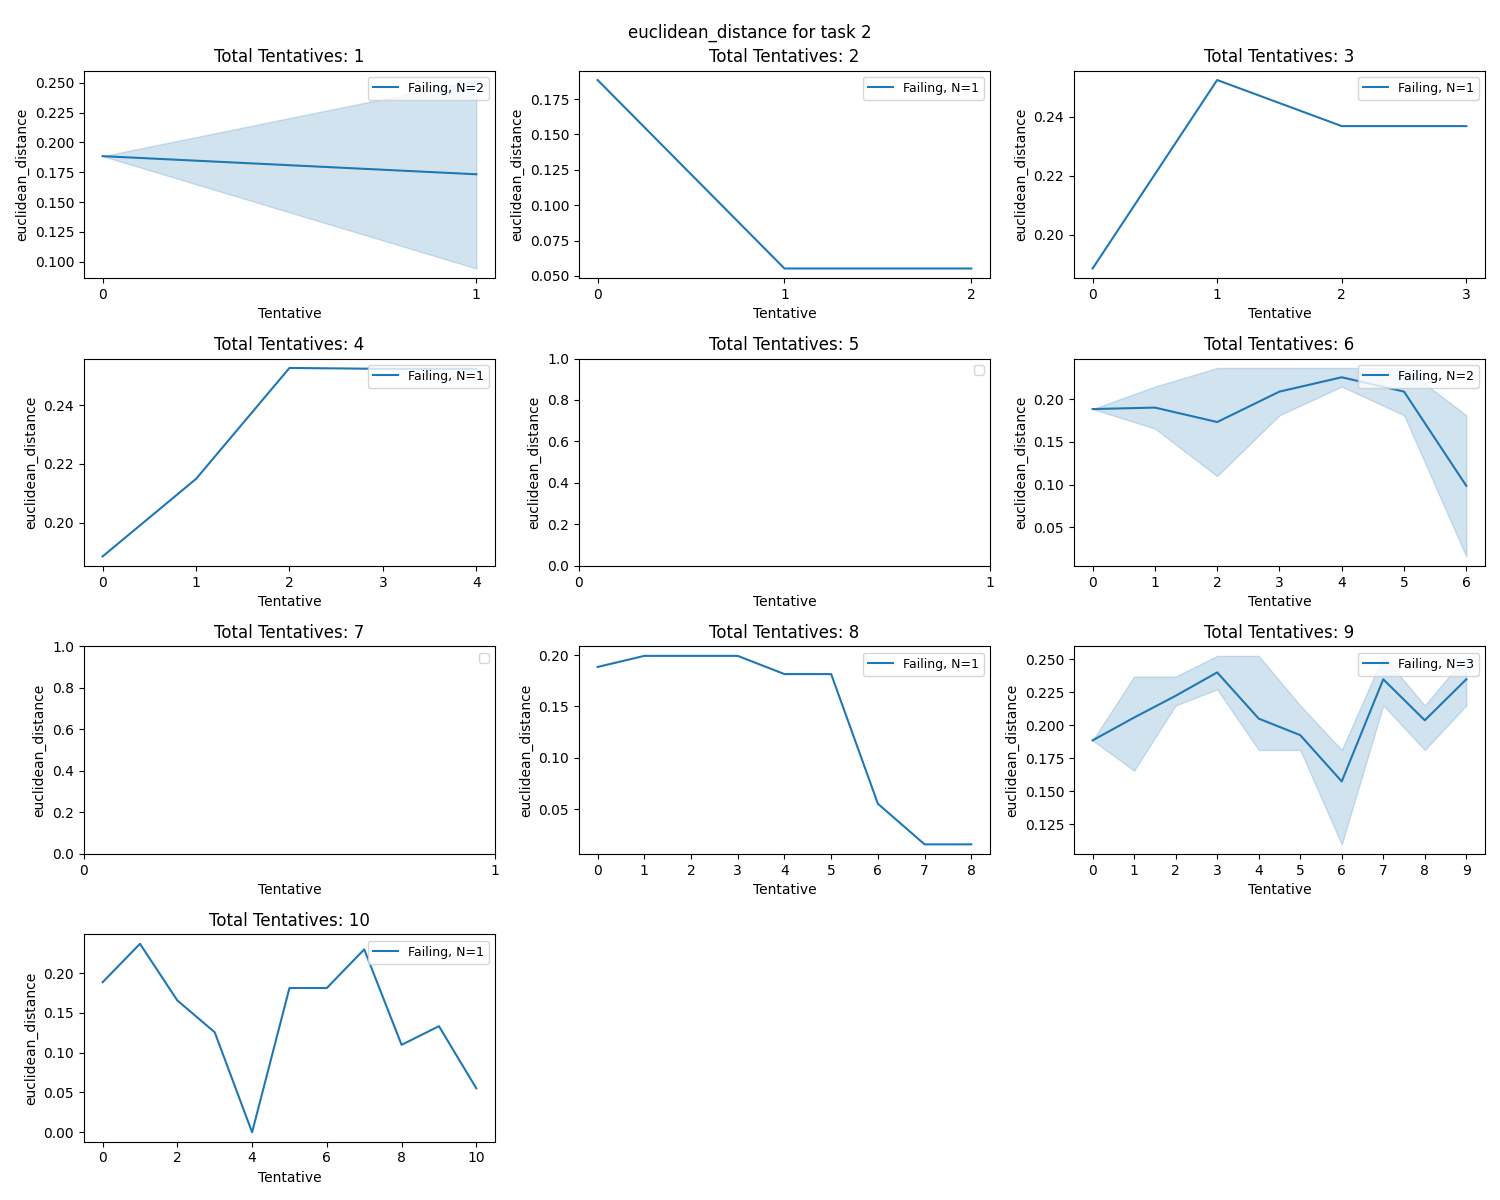 euclidean_distance for task 2
Total Tentatives: 1
Failing, N=2
0.250
0.225
0.200
0.175
0.150
0.125
0.100
euclidean_distance
0 1
Tentative
Total Tentatives: 2
Failing, N=1
0.175
0.150
0.125
0.100
0.075
0.050
euclidean_distance
0 1 2
Tentative
Total Tentatives: 3
Failing, N=1
0.24
0.22
0.20
euclidean_distance
0 1 2 3
Tentative
Total Tentatives: 4
Failing, N=1
0.24
0.22
0.20
euclidean_distance
0 1 2 3 4
Tentative
Total Tentatives: 5
1.0
0.8
0.6
0.4
0.2
0.0
euclidean_distance
0 1
Tentative
Total Tentatives: 6
Failing, N=2
0.20
0.15
0.10
0.05
euclidean_distance
0 1 2 3 4 5 6
Tentative
Total Tentatives: 7
1.0
0.8
0.6
0.4
0.2
0.0
euclidean_distance
0 1
Tentative
Total Tentatives: 8
Failing, N=1
0.20
0.15
0.10
0.05
euclidean_distance
0 1 2 3 4 5 6 7 8
Tentative
Total Tentatives: 9
Failing, N=3
0.250
0.225
0.200
0.175
0.150
0.125
euclidean_distance
0 1 2 3 4 5 6 7 8 9
Tentative
Total Tentatives: 10
Failing, N=1
0.20
0.15
0.10
0.05
0.00
euclidean_distance
0 2 4 6 8 10
Tentative